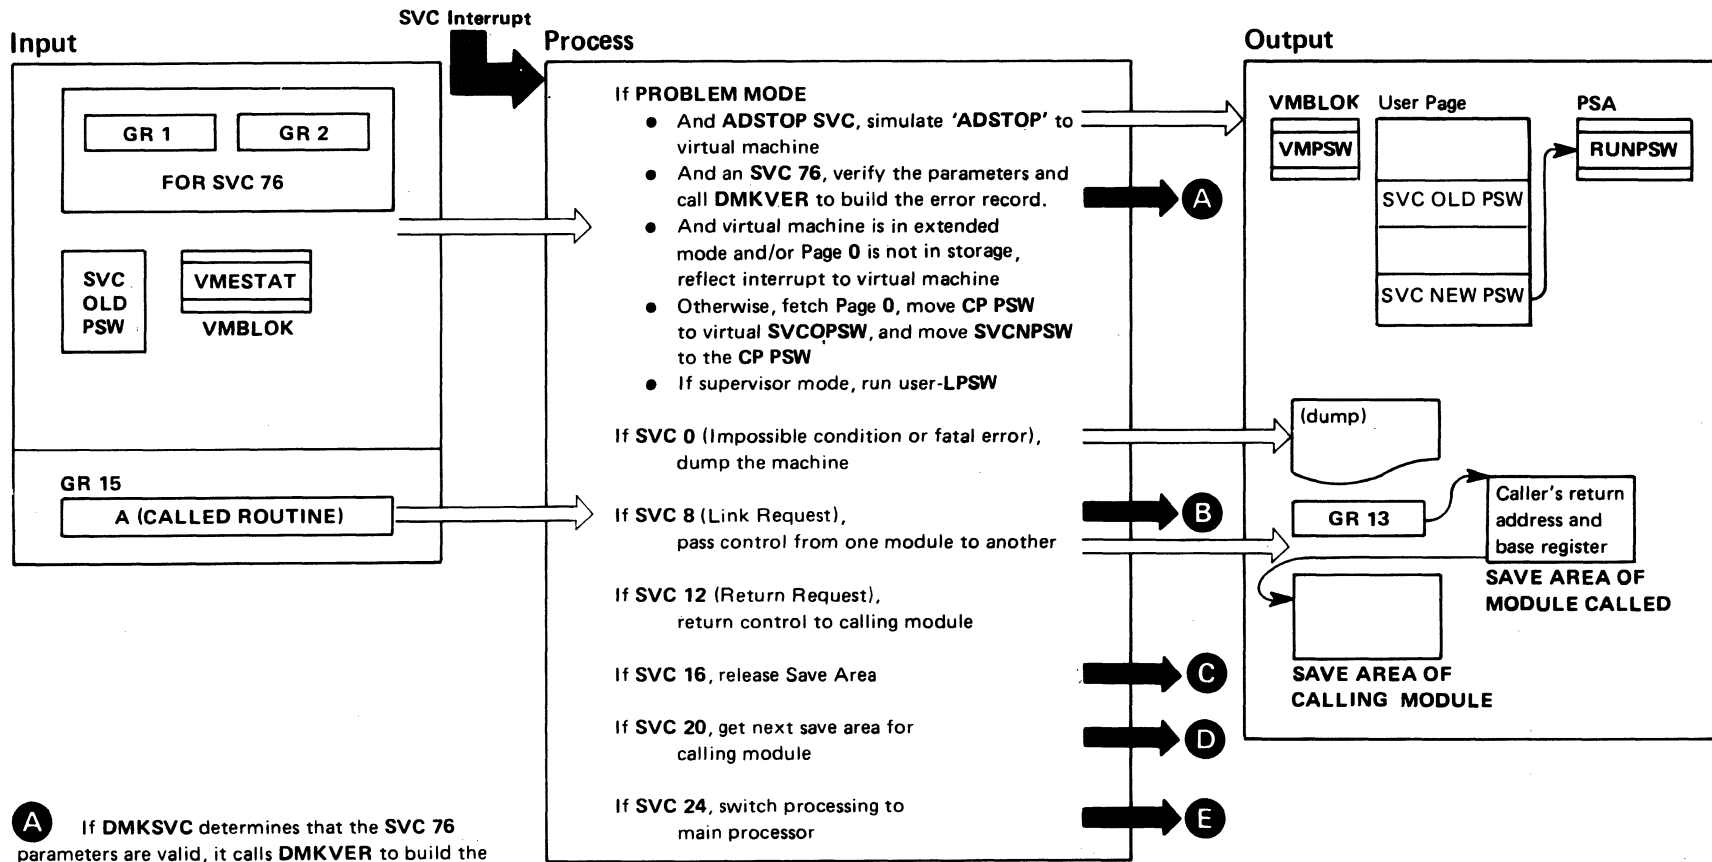 SVC Interrupt
Input
GR 1
GR 2
FOR SVC 76
SVC
OLD
PSW
VMESTAT
VMBLOK
GR 15
A (CALLED ROUTINE)
Process
If PROBLEM MODE
• And ADSTOP SVC, simulate 'ADSTOP' to
virtual machine
• And an SVC 76, verify the parameters and
call DMKVER to build the error record.
• And virtual machine is in extended
mode and/or Page 0 is not in storage,
reflect interrupt to virtual machine
• Otherwise, fetch Page 0, move CP PSW
to virtual SVCOPSW, and move SVCNPSW
to the CP PSW
• If supervisor mode, run user-LPSW
If SVC 0 (Impossible condition or fatal error),
dump the machine
If SVC 8 (Link Request),
pass control from one module to another
If SVC 12 (Return Request),
return control to calling module
If SVC 16, release Save Area
If SVC 20, get next save area for
calling module
If SVC 24, switch processing to
main processor
A
B
C
D
E
Output
VMBLOK
VMPSW
User Page
SVC OLD PSW
SVC NEW PSW
PSA
RUNPSW
(dump)
GR 13
Caller's return
address and
base register
SAVE AREA OF
MODULE CALLED
SAVE AREA OF
CALLING MODULE
A If DMKSVC determines that the SVC 76
parameters are valid, it calls DMKVER to build the